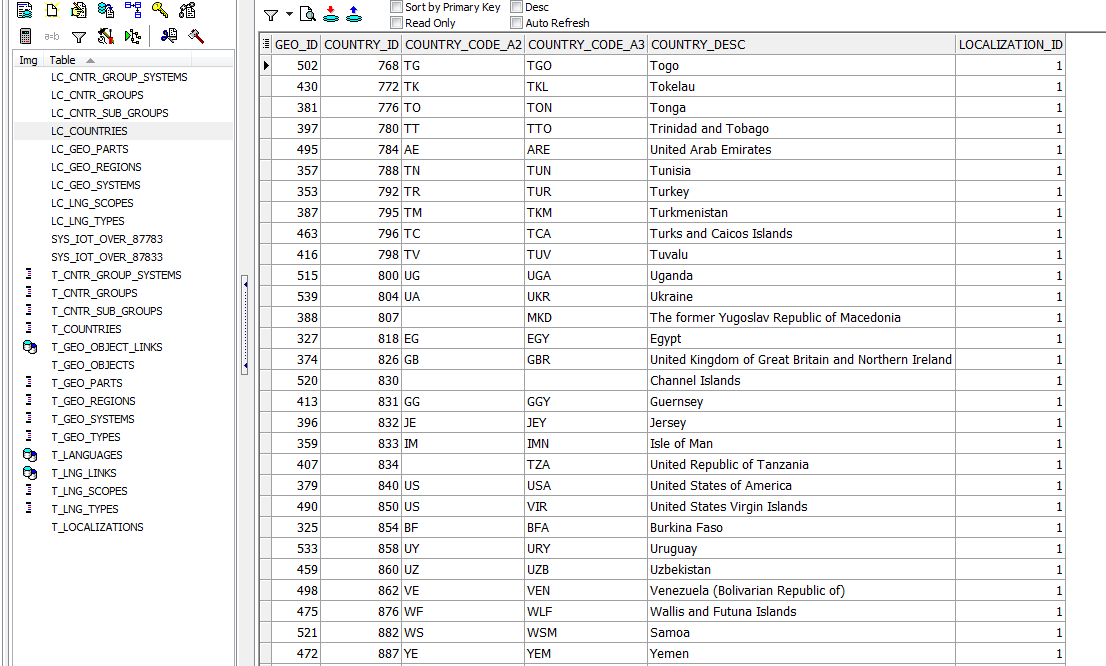 Sort by Primary Key Desc
Read Only Auto Refresh
a=b
Img Table
LC_CNTR_GROUP_SYSTEMS
LC_CNTR_GROUPS
LC_CNTR_SUB_GROUPS
LC_COUNTRIES
LC_GEO_PARTS
LC_GEO_REGIONS
LC_GEO_SYSTEMS
LC_LNG_SCOPES
LC_LNG_TYPES
SYS_IOT_OVER_87783
SYS_IOT_OVER_87833
T_CNTR_GROUP_SYSTEMS
T_CNTR_GROUPS
T_CNTR_SUB_GROUPS
T_COUNTRIES
T_GEO_OBJECT_LINKS
T_GEO_OBJECTS
T_GEO_PARTS
T_GEO_REGIONS
T_GEO_SYSTEMS
T_GEO_TYPES
T_LANGUAGES
T_LNG_LINKS
T_LNG_SCOPES
T_LNG_TYPES
T_LOCALIZATIONS
GEO_ID COUNTRY_ID COUNTRY_CODE_A2 COUNTRY_CODE_A3 COUNTRY_DESC LOCALIZATION_ID
502 768 TG TGO Togo 1
430 772 TK TKL Tokelau 1
381 776 TO TON Tonga 1
397 780 TT TTO Trinidad and Tobago 1
495 784 AE ARE United Arab Emirates 1
357 788 TN TUN Tunisia 1
353 792 TR TUR Turkey 1
387 795 TM TKM Turkmenistan 1
463 796 TC TCA Turks and Caicos Islands 1
416 798 TV TUV Tuvalu 1
515 800 UG UGA Uganda 1
539 804 UA UKR Ukraine 1
388 807 MKD The former Yugoslav Republic of Macedonia 1
327 818 EG EGY Egypt 1
374 826 GB GBR United Kingdom of Great Britain and Northern Ireland 1
520 830 Channel Islands 1
413 831 GG GGY Guernsey 1
396 832 JE JEY Jersey 1
359 833 IM IMN Isle of Man 1
407 834 TZA United Republic of Tanzania 1
379 840 US USA United States of America 1
490 850 US VIR United States Virgin Islands 1
325 854 BF BFA Burkina Faso 1
533 858 UY URY Uruguay 1
459 860 UZ UZB Uzbekistan 1
498 862 VE VEN Venezuela (Bolivarian Republic of) 1
475 876 WF WLF Wallis and Futuna Islands 1
521 882 WS WSM Samoa 1
472 887 YE YEM Yemen 1